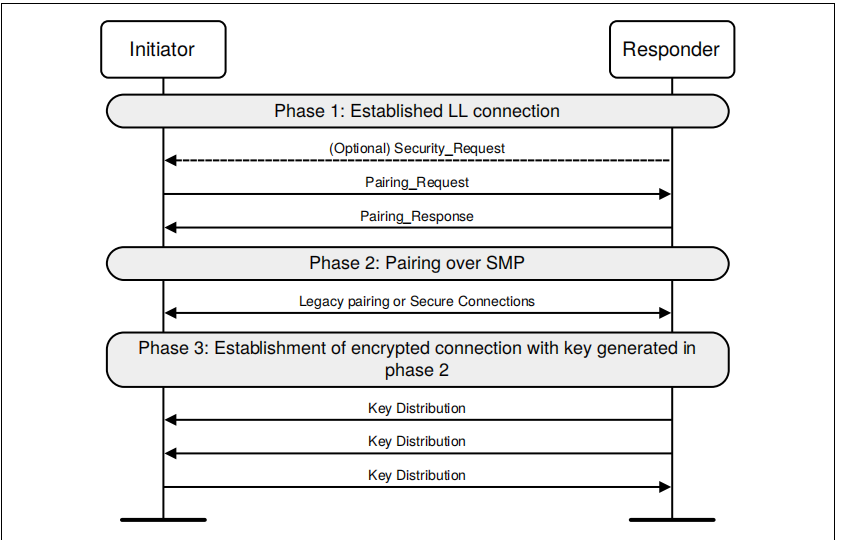 Initiator
Responder
Phase 1: Established LL connection
(Optional) Security_Request
Pairing_Request
Pairing_Response
Phase 2: Pairing over SMP
Legacy pairing or Secure Connections
Phase 3: Establishment of encrypted connection with key generated in
phase 2
Key Distribution
Key Distribution
Key Distribution